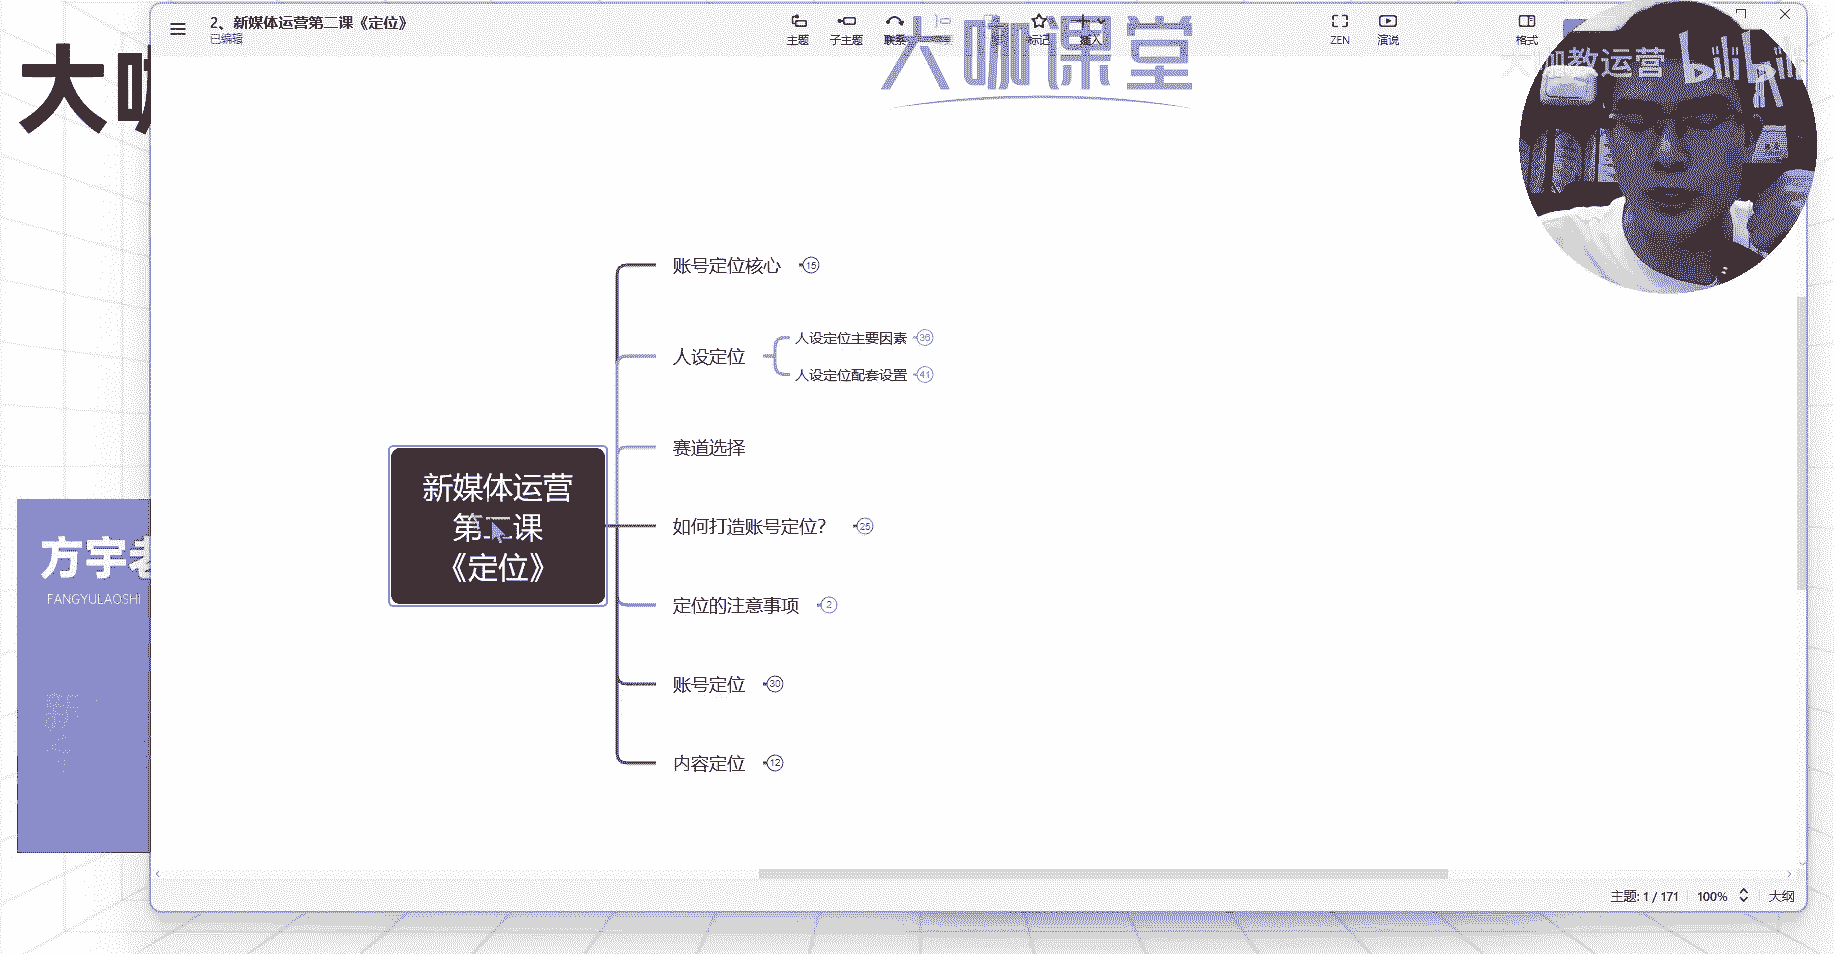 2、新媒体运营第二课《定位》
已编辑
主题
子主题
联系
标记
插入
ZEN
演说
格式
大咖课堂
大咖教运营
bilibili
大咖
账号定位核心 15
人设定位
人设定位主要因素 36
人设定位配套设置 41
赛道选择
新媒体运营
第二课
《定位》
如何打造账号定位? 25
定位的注意事项 2
账号定位 30
内容定位 12
方宇老
FANGYULAOSHI
主题: 1 / 171
100%
大纲